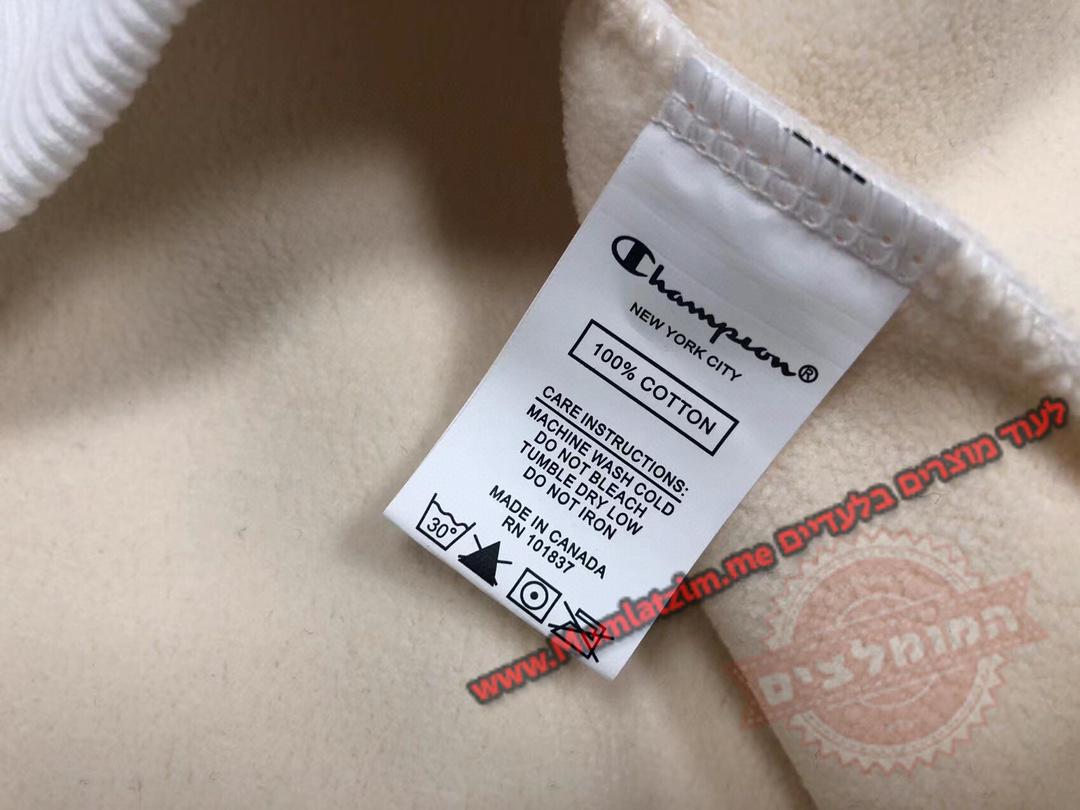 Champion®
NEW YORK CITY
100% COTTON
CARE INSTRUCTIONS:
MACHINE WASH COLD
DO NOT BLEACH
TUMBLE DRY LOW
DO NOT IRON
MADE IN CANADA
RN 101837
30°
לעוד מוצרים בלעדיים www.Mumlatzim.me
המומלצים